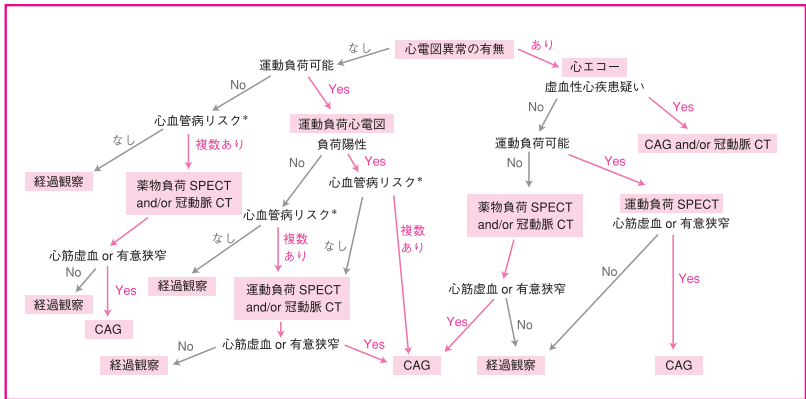 心電図異常の有無
なし
あり
運動負荷可能
心エコー
虚血性心疾患疑い
No
Yes
No
Yes
心血管病リスク*
運動負荷心電図
負荷陽性
運動負荷可能
CAG and/or 冠動脈 CT
なし
複数あり
No
Yes
No
Yes
経過観察
薬物負荷 SPECT
and/or 冠動脈 CT
心血管病リスク*
心血管病リスク*
薬物負荷 SPECT
and/or 冠動脈 CT
運動負荷 SPECT
心筋虚血 or 有意狭窄
なし
複数
あり
なし
複数
あり
心筋虚血 or 有意狭窄
No
Yes
経過観察
運動負荷 SPECT
and/or 冠動脈 CT
心筋虚血 or 有意狭窄
No
Yes
経過観察
CAG
Yes
No
No
心筋虚血 or 有意狭窄
Yes
経過観察
CAG
経過観察
CAG